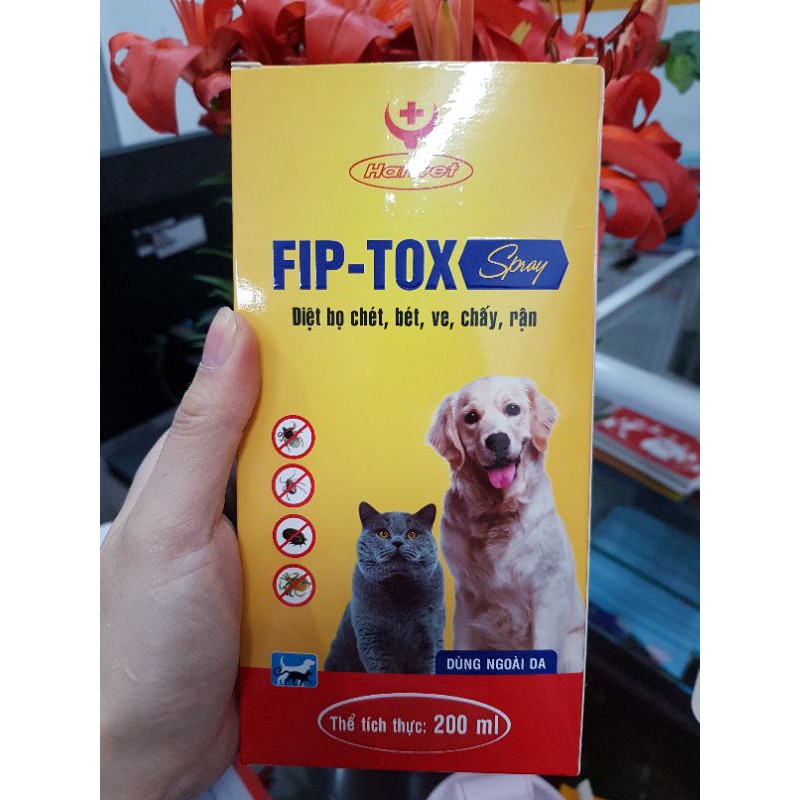 Hanvet
FIP-TOX Spray
Diệt bọ chét, bét, ve, chấy, rận
DÙNG NGOÀI DA
Thể tích thực: 200 ml